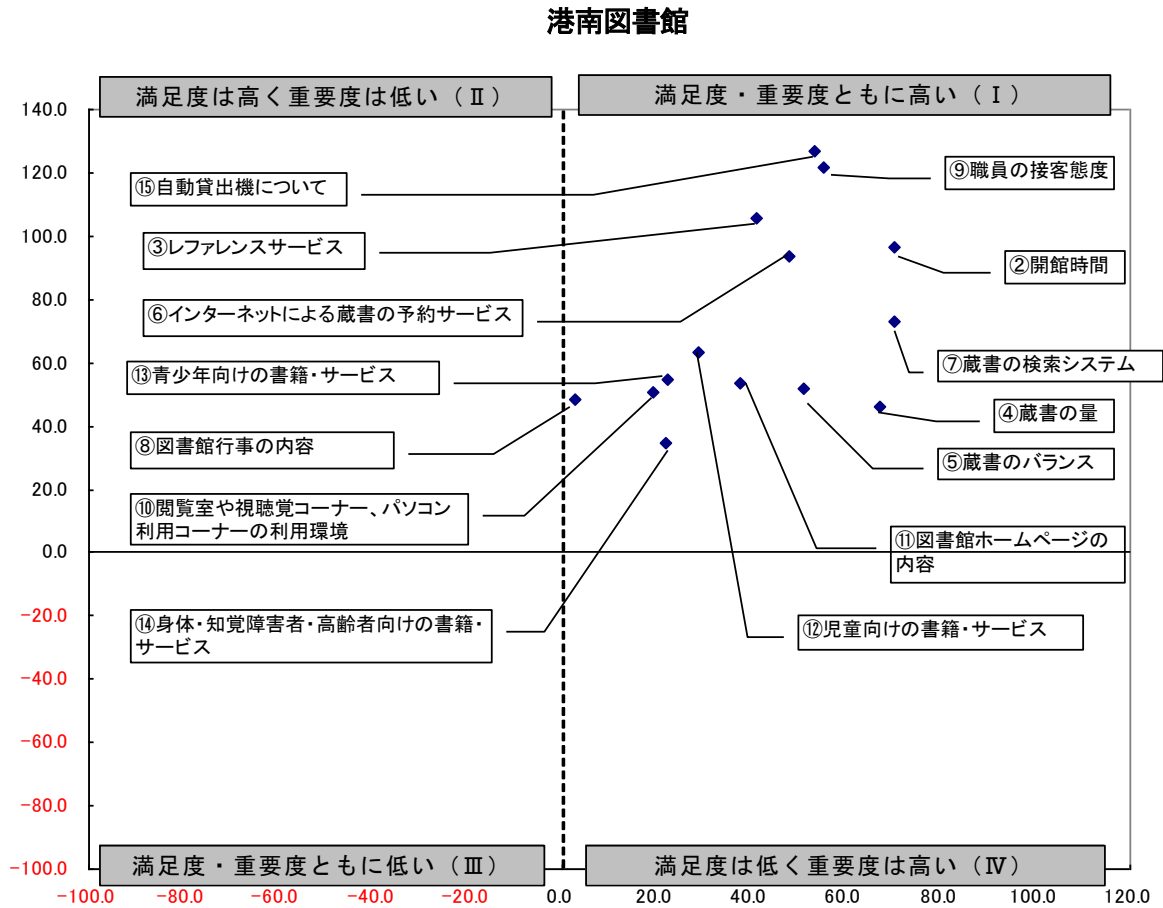 港南図書館
満足度は高く重要度は低い（Ⅱ）
満足度・重要度ともに高い（Ⅰ）
140.0
120.0
100.0
80.0
60.0
40.0
20.0
0.0
-20.0
-40.0
-60.0
-80.0
-100.0
⑮自動貸出機について
⑨職員の接客態度
③レファレンスサービス
②開館時間
⑥インターネットによる蔵書の予約サービス
⑦蔵書の検索システム
⑬青少年向けの書籍・サービス
④蔵書の量
⑧図書館行事の内容
⑤蔵書のバランス
⑩閲覧室や視聴覚コーナー、パソコン
利用コーナーの利用環境
⑪図書館ホームページの
内容
⑭身体・知覚障害者・高齢者向けの書籍・
サービス
⑫児童向けの書籍・サービス
満足度・重要度ともに低い（Ⅲ）
満足度は低く重要度は高い（Ⅳ）
-100.0
-80.0
-60.0
-40.0
-20.0
0.0
20.0
40.0
60.0
80.0
100.0
120.0